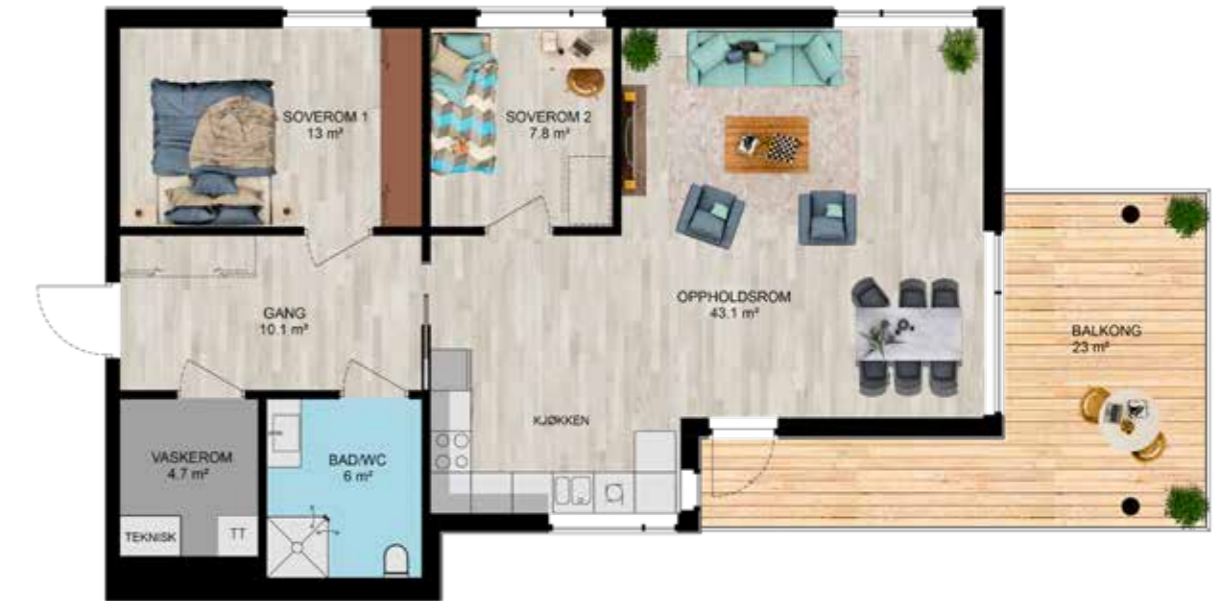 SOVEROM 1
13 m²
SOVEROM 2
7.8 m²
OPPHOLDSROM
43.1 m²
GANG
10.1 m²
BALKONG
23 m²
KJØKKEN
VASKEROM
4.7 m²
BAD/WC
6 m²
TEKNISK
TT